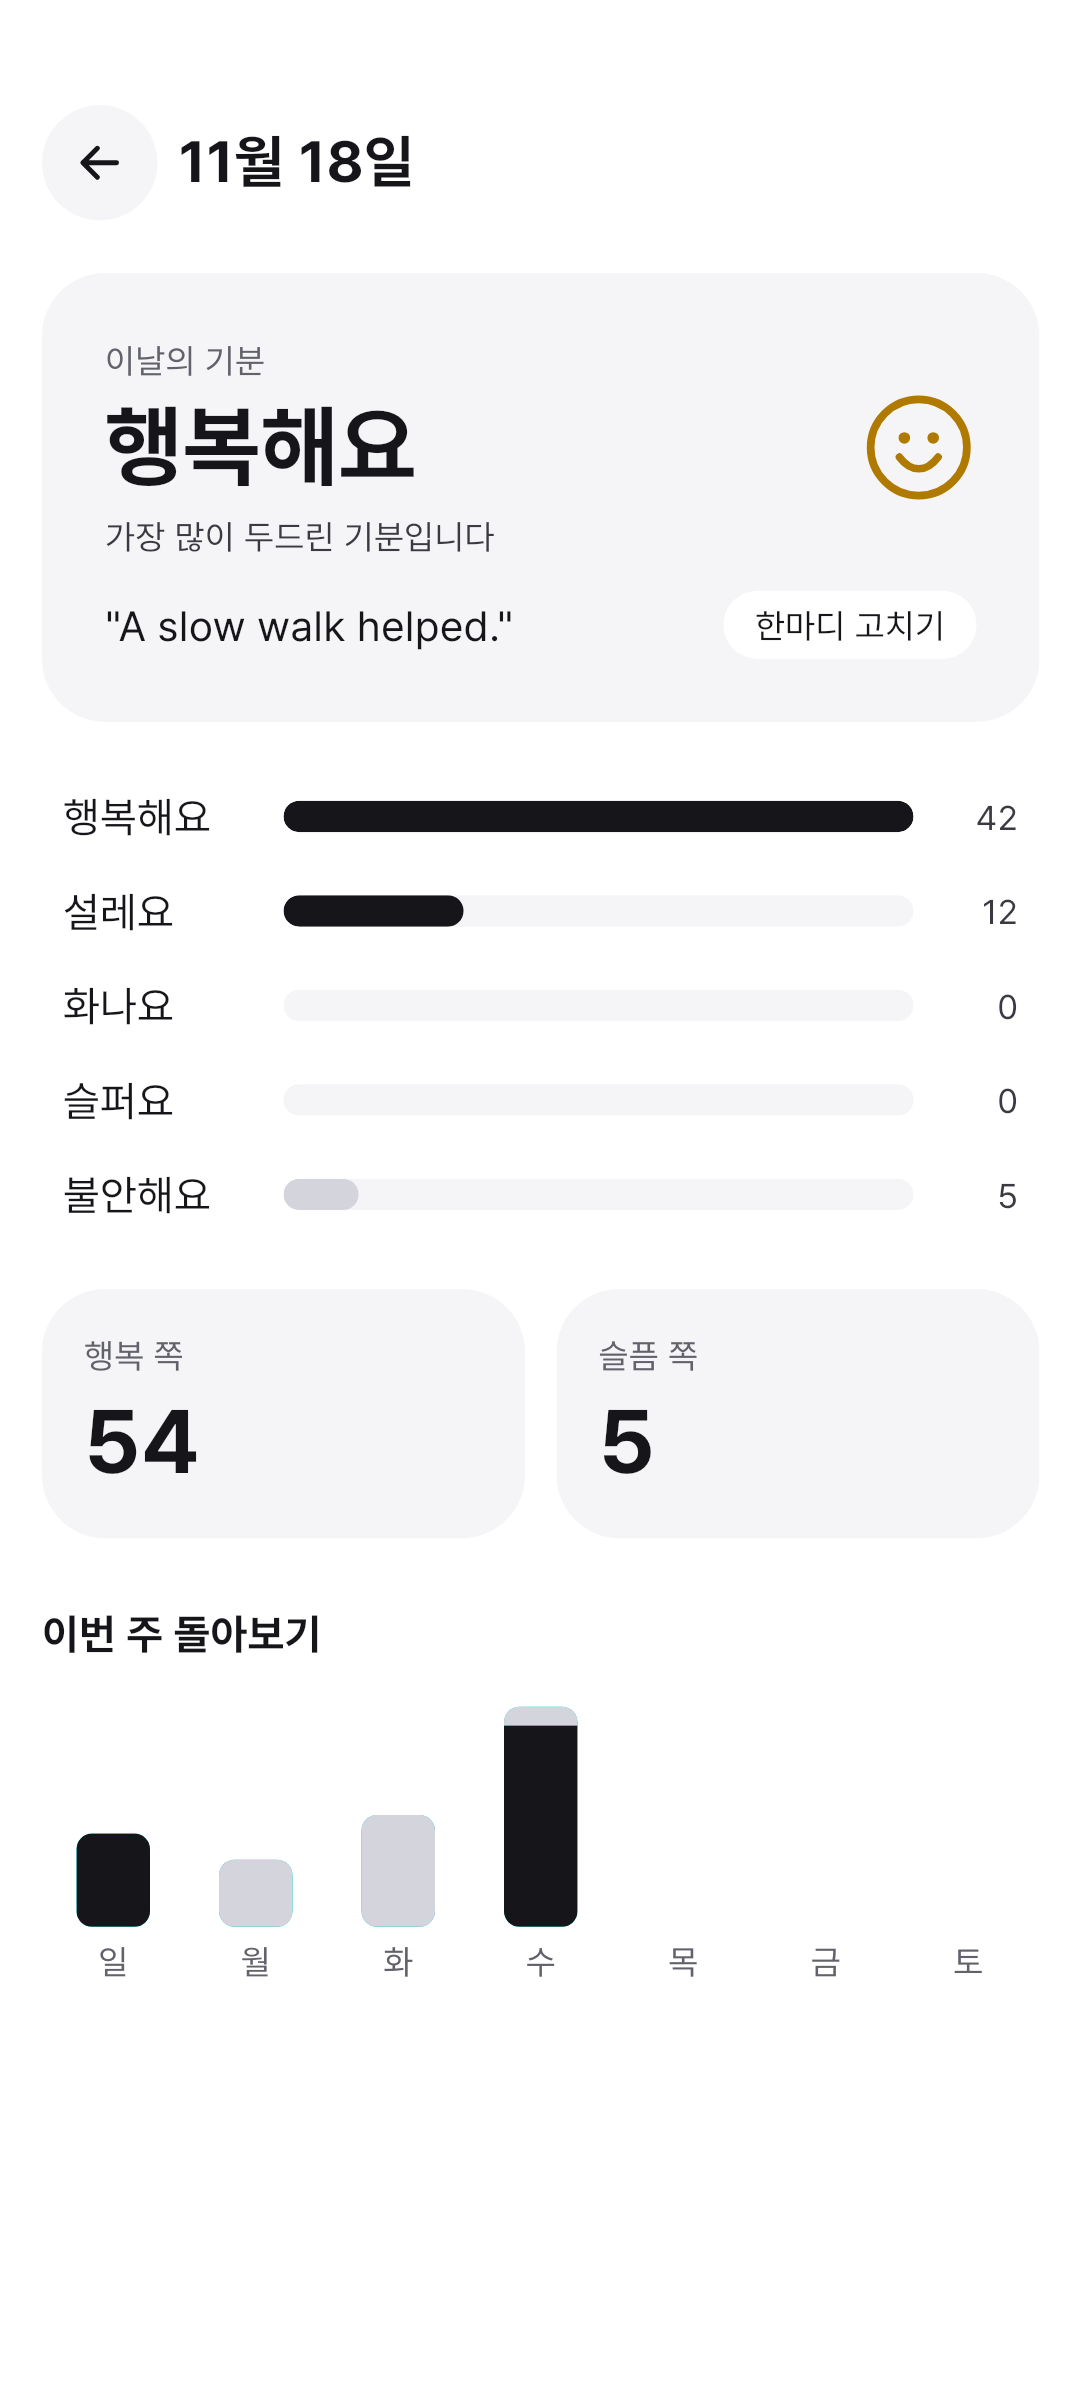 11월 18일
이날의 기분
행복해요
가장 많이 두드린 기분입니다
"A slow walk helped."
한마디 고치기
행복해요 42
설레요 12
화나요 0
슬퍼요 0
불안해요 5
행복 쪽
54
슬픔 쪽
5
이번 주 돌아보기
일 월 화 수 목 금 토